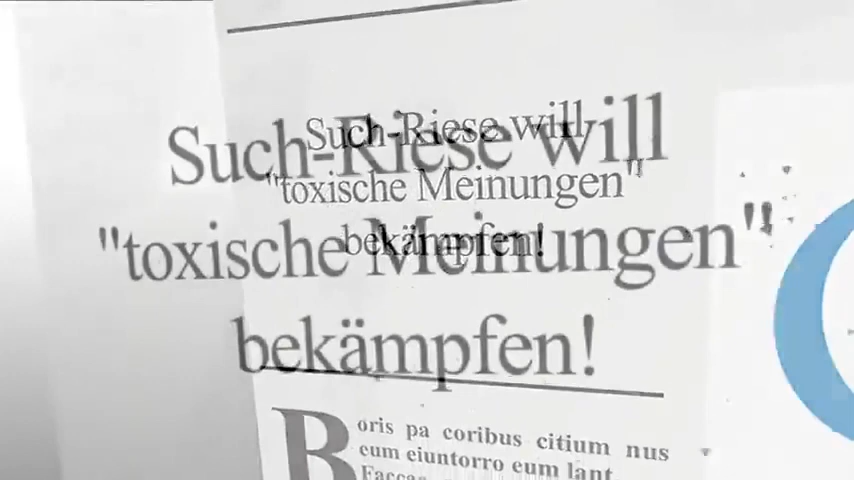 Such-Riese will
"toxische Meinungen"
bekämpfen!
Such-Riese will
"toxische Meinungen"
bekämpfen!
Boris pa coribus citium nus
eum eiuntorro eum lant